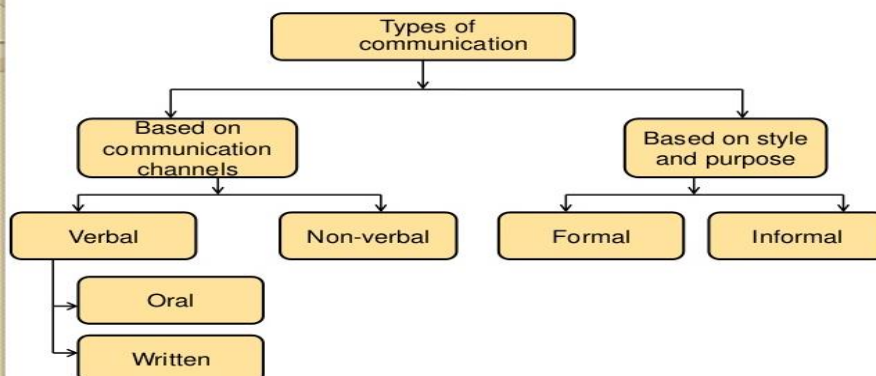 Types of
communication
Based on
communication
channels
Based on style
and purpose
Verbal
Non-verbal
Formal
Informal
Oral
Written